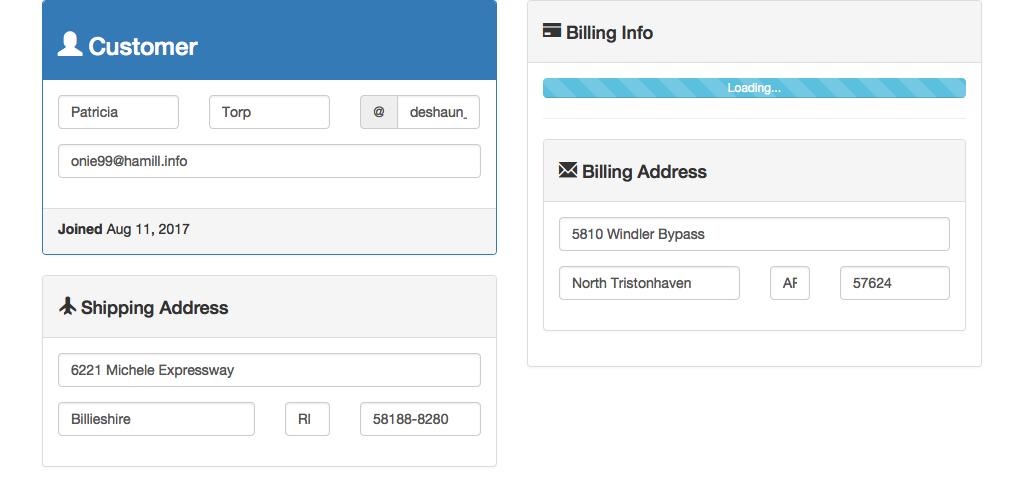 Customer
Patricia Torp @ deshaun_
onie99@hamill.info
Joined Aug 11, 2017
Shipping Address
6221 Michele Expressway
Billieshire RI 58188-8280
Billing Info
Loading...
Billing Address
5810 Windler Bypass
North Tristonhaven 57624